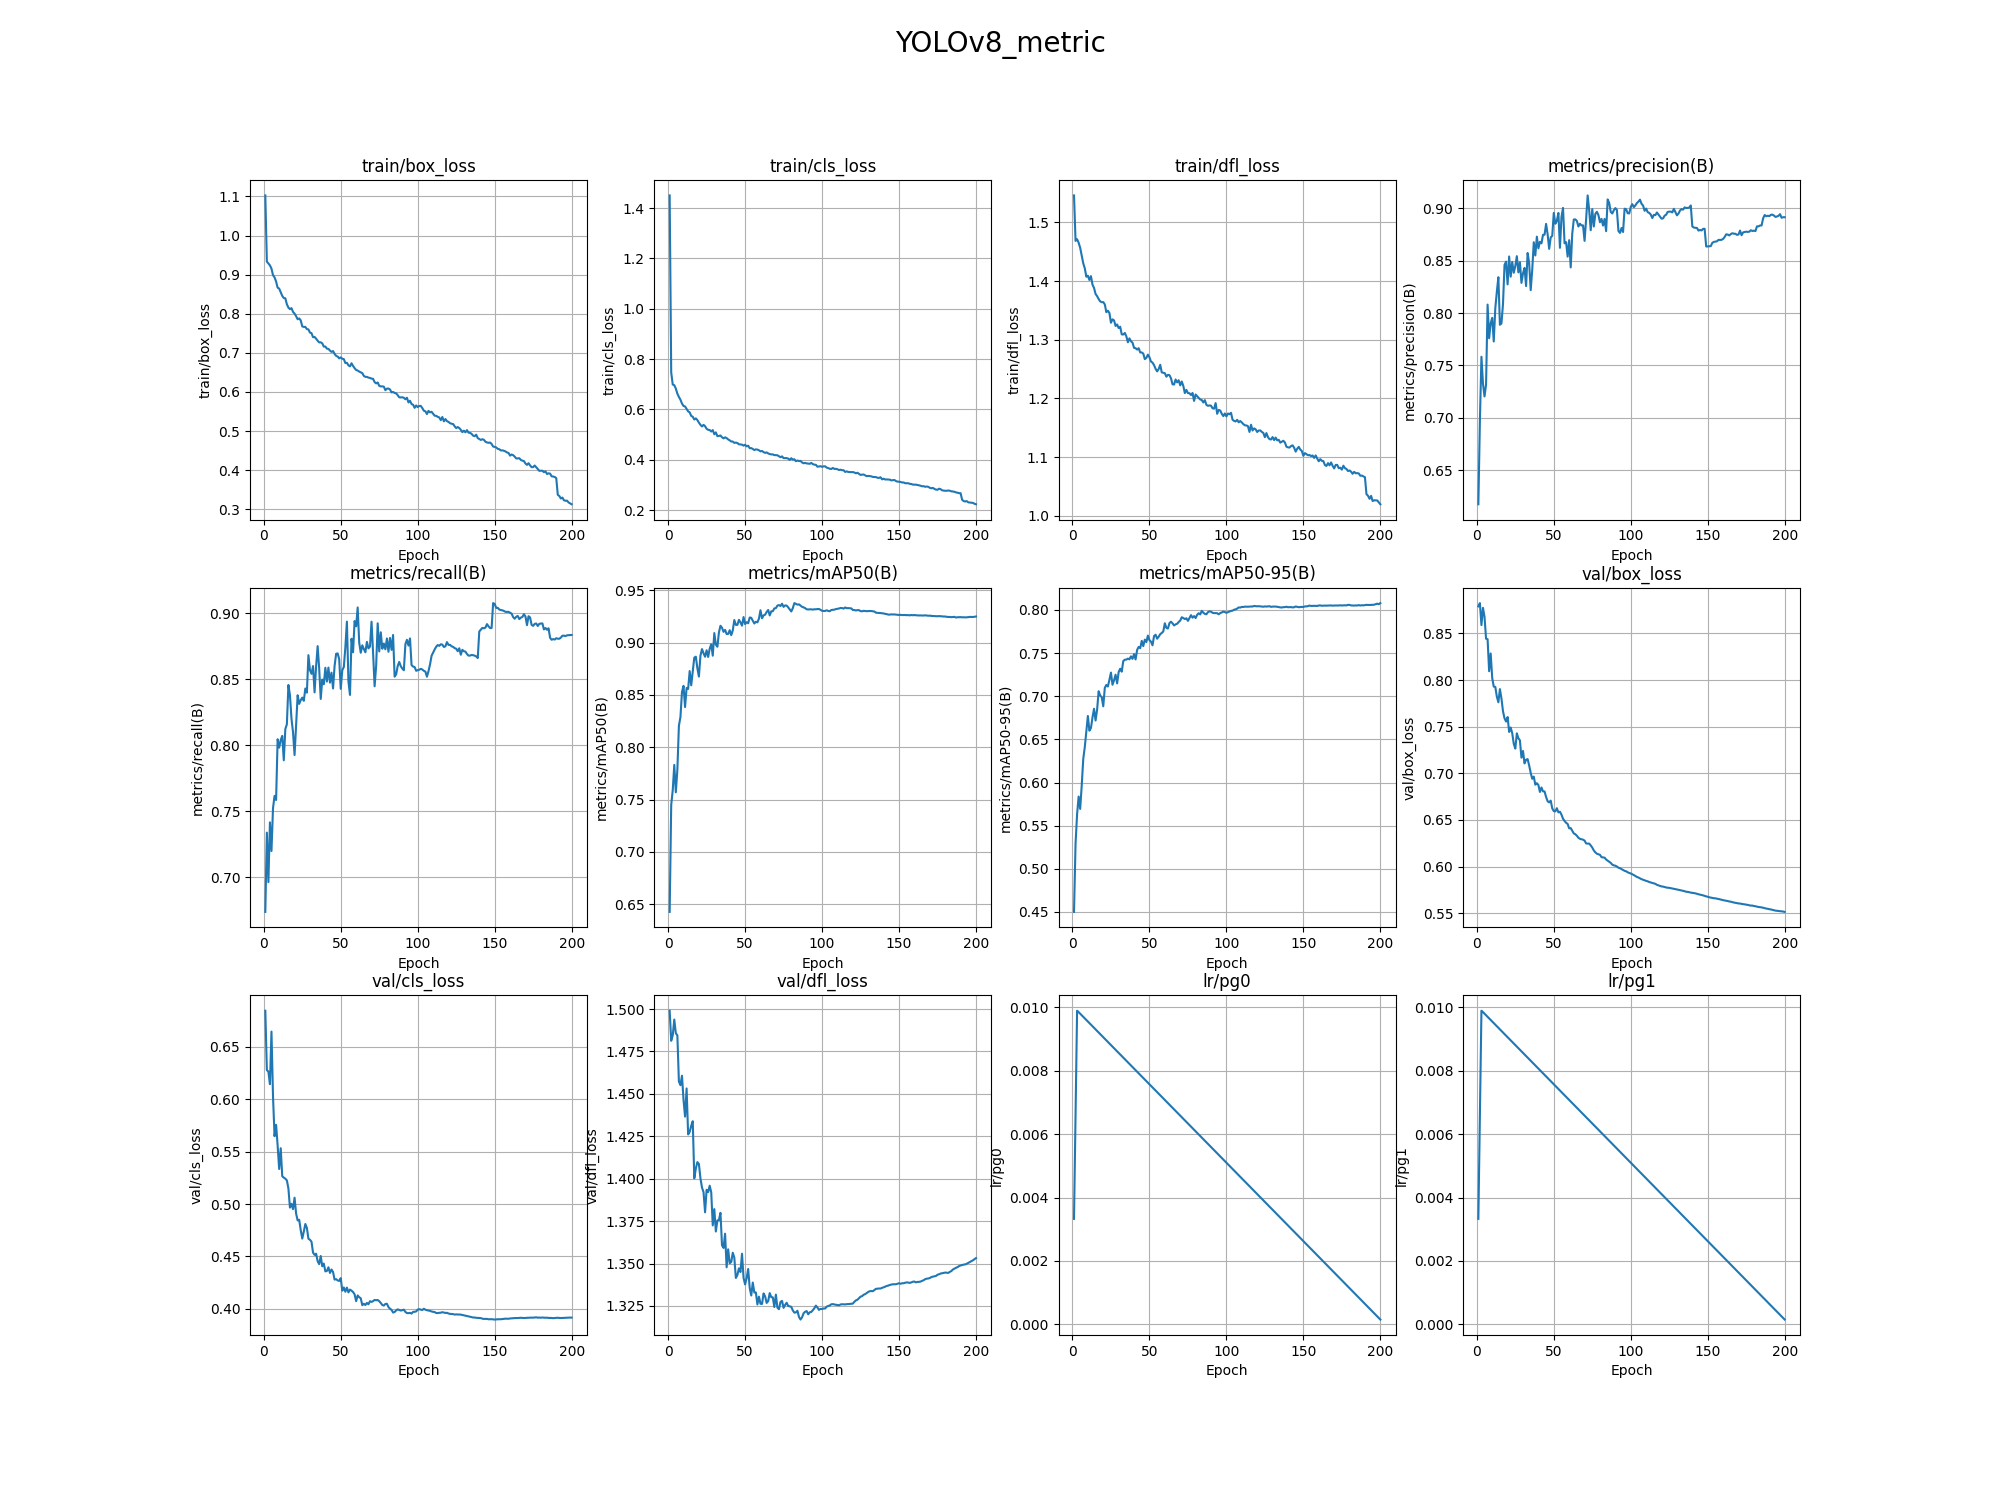 YOLOv8_metric
train/box_loss
train/box_loss
1.1
1.0
0.9
0.8
0.7
0.6
0.5
0.4
0.3
0 50 100 150 200
Epoch
train/cls_loss
train/cls_loss
1.4
1.2
1.0
0.8
0.6
0.4
0.2
0 50 100 150 200
Epoch
train/dfl_loss
train/dfl_loss
1.5
1.4
1.3
1.2
1.1
1.0
0 50 100 150 200
Epoch
metrics/precision(B)
metrics/precision(B)
0.90
0.85
0.80
0.75
0.70
0.65
0 50 100 150 200
Epoch
metrics/recall(B)
metrics/recall(B)
0.90
0.85
0.80
0.75
0.70
0 50 100 150 200
Epoch
metrics/mAP50(B)
metrics/mAP50(B)
0.95
0.90
0.85
0.80
0.75
0.70
0.65
0 50 100 150 200
Epoch
metrics/mAP50-95(B)
metrics/mAP50-95(B)
0.80
0.75
0.70
0.65
0.60
0.55
0.50
0.45
0 50 100 150 200
Epoch
val/box_loss
val/box_loss
0.85
0.80
0.75
0.70
0.65
0.60
0.55
0 50 100 150 200
Epoch
val/cls_loss
val/cls_loss
0.65
0.60
0.55
0.50
0.45
0.40
0 50 100 150 200
Epoch
val/dfl_loss
val/dfl_loss
1.500
1.475
1.450
1.425
1.400
1.375
1.350
1.325
0 50 100 150 200
Epoch
lr/pg0
lr/pg0
0.010
0.008
0.006
0.004
0.002
0.000
0 50 100 150 200
Epoch
lr/pg1
lr/pg1
0.010
0.008
0.006
0.004
0.002
0.000
0 50 100 150 200
Epoch